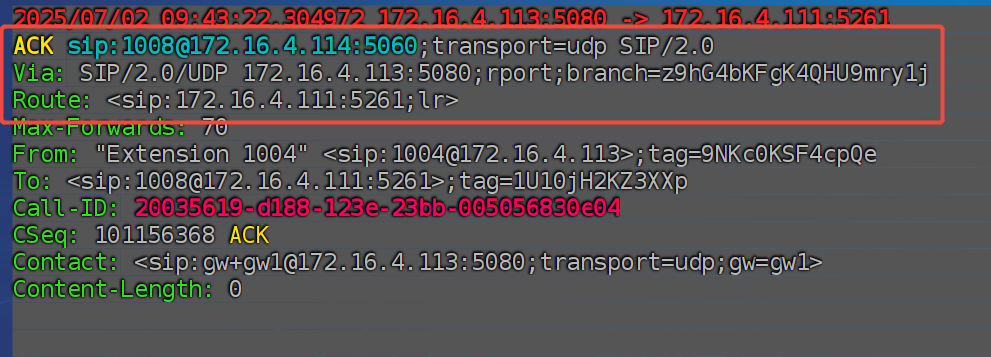 2025/07/02 09:43:22.304972 172.16.4.113:5080 -> 172.16.4.111:5261
ACK sip:1008@172.16.4.114:5060;transport=udp SIP/2.0
Via: SIP/2.0/UDP 172.16.4.113:5080;rport;branch=z9hG4bKFgK4QHU9mry1j
Route: <sip:172.16.4.111:5261;lr>
Max-Forwards: 70
From: "Extension 1004" <sip:1004@172.16.4.113>;tag=9NKc0KSF4cpQe
To: <sip:1008@172.16.4.111:5261>;tag=1U10jH2KZ3XXp
Call-ID: 20035619-d188-123e-23bb-005056830e04
CSeq: 101156368 ACK
Contact: <sip:gw+gw1@172.16.4.113:5080;transport=udp;gw=gw1>
Content-Length: 0